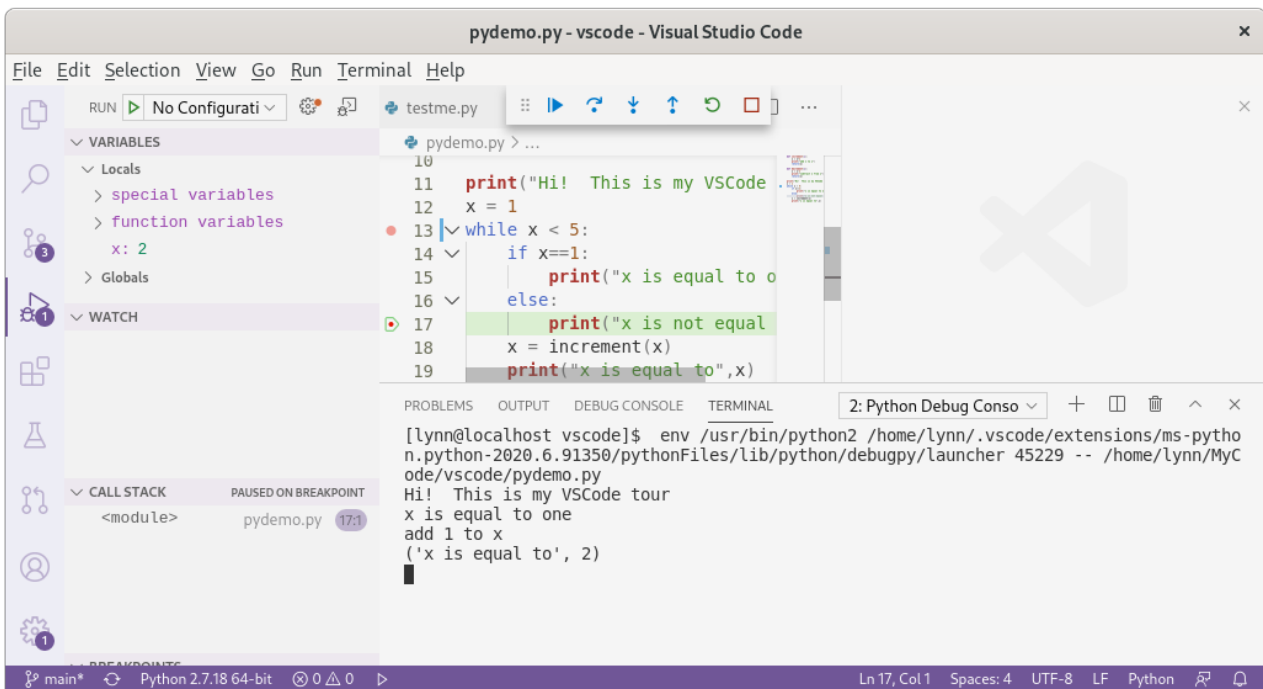 pydemo.py - vscode - Visual Studio Code
File Edit Selection View Go Run Terminal Help
RUN No Configurati
testme.py
VARIABLES
Locals
special variables
function variables
x: 2
Globals
WATCH
CALL STACK PAUSED ON BREAKPOINT
<module> pydemo.py 17:1
BREAKPOINTS
3
1
1
pydemo.py > ...
10
11 print("Hi!  This is my VSCode
12 x = 1
13 while x < 5:
14 if x==1:
15 print("x is equal to o
16 else:
17 print("x is not equal
18 x = increment(x)
19 print("x is equal to",x)
PROBLEMS OUTPUT DEBUG CONSOLE TERMINAL 2: Python Debug Conso
[lynn@localhost vscode]$  env /usr/bin/python2 /home/lynn/.vscode/extensions/ms-pytho
n.python-2020.6.91350/pythonFiles/lib/python/debugpy/launcher 45229 -- /home/lynn/MyC
ode/vscode/pydemo.py
Hi!  This is my VSCode tour
x is equal to one
add 1 to x
('x is equal to', 2)
main* Python 2.7.18 64-bit 0 0 Ln 17, Col 1 Spaces: 4 UTF-8 LF Python